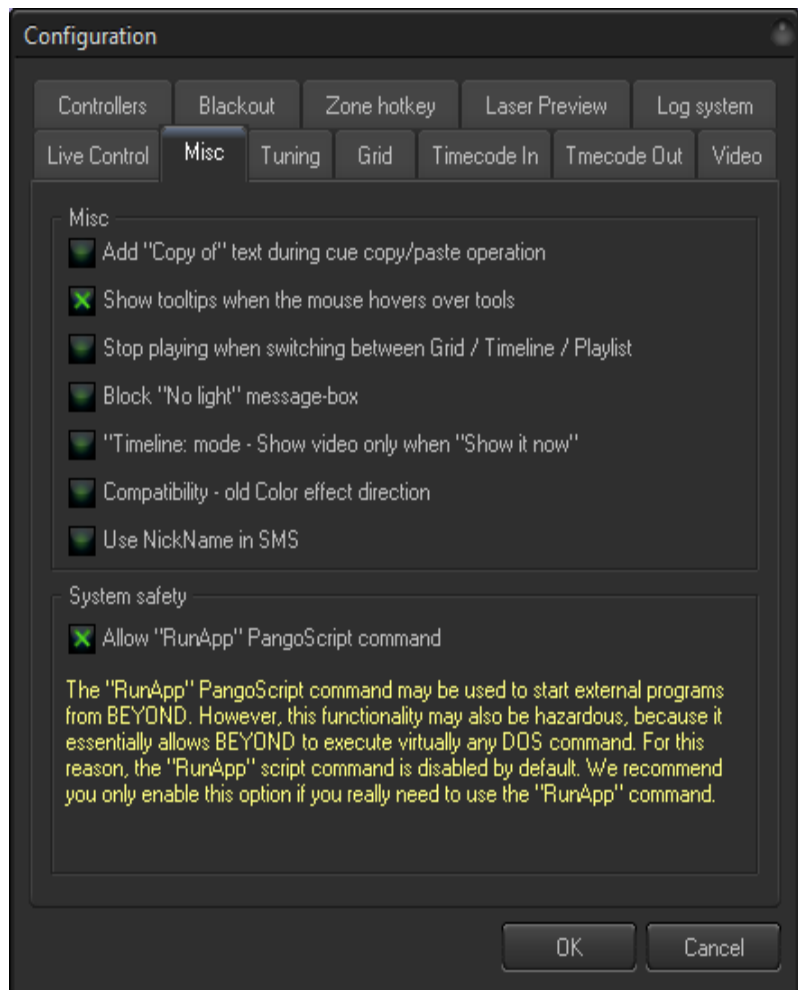 Configuration
Controllers Blackout Zone hotkey Laser Preview Log system
Live Control Misc Tuning Grid Timecode In Tmecode Out Video
Misc
Add "Copy of" text during cue copy/paste operation
Show tooltips when the mouse hovers over tools
Stop playing when switching between Grid / Timeline / Playlist
Block "No light" message-box
"Timeline: mode - Show video only when "Show it now"
Compatibility - old Color effect direction
Use NickName in SMS
System safety
Allow "RunApp" PangoScript command
The "RunApp" PangoScript command may be used to start external programs
from BEYOND. However, this functionality may also be hazardous, because it
essentially allows BEYOND to execute virtually any DOS command. For this
reason, the "RunApp" script command is disabled by default. We recommend
you only enable this option if you really need to use the "RunApp" command.
OK Cancel